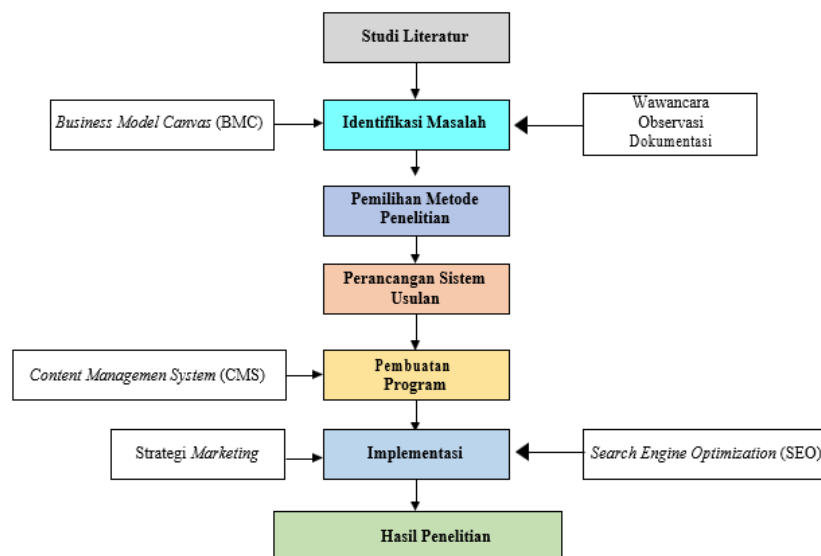 Studi Literatur
Business Model Canvas (BMC)
Identifikasi Masalah
Wawancara
Observasi
Dokumentasi
Pemilihan Metode
Penelitian
Perancangan Sistem
Usulan
Content Managemen System (CMS)
Pembuatan
Program
Strategi Marketing
Implementasi
Search Engine Optimization (SEO)
Hasil Penelitian